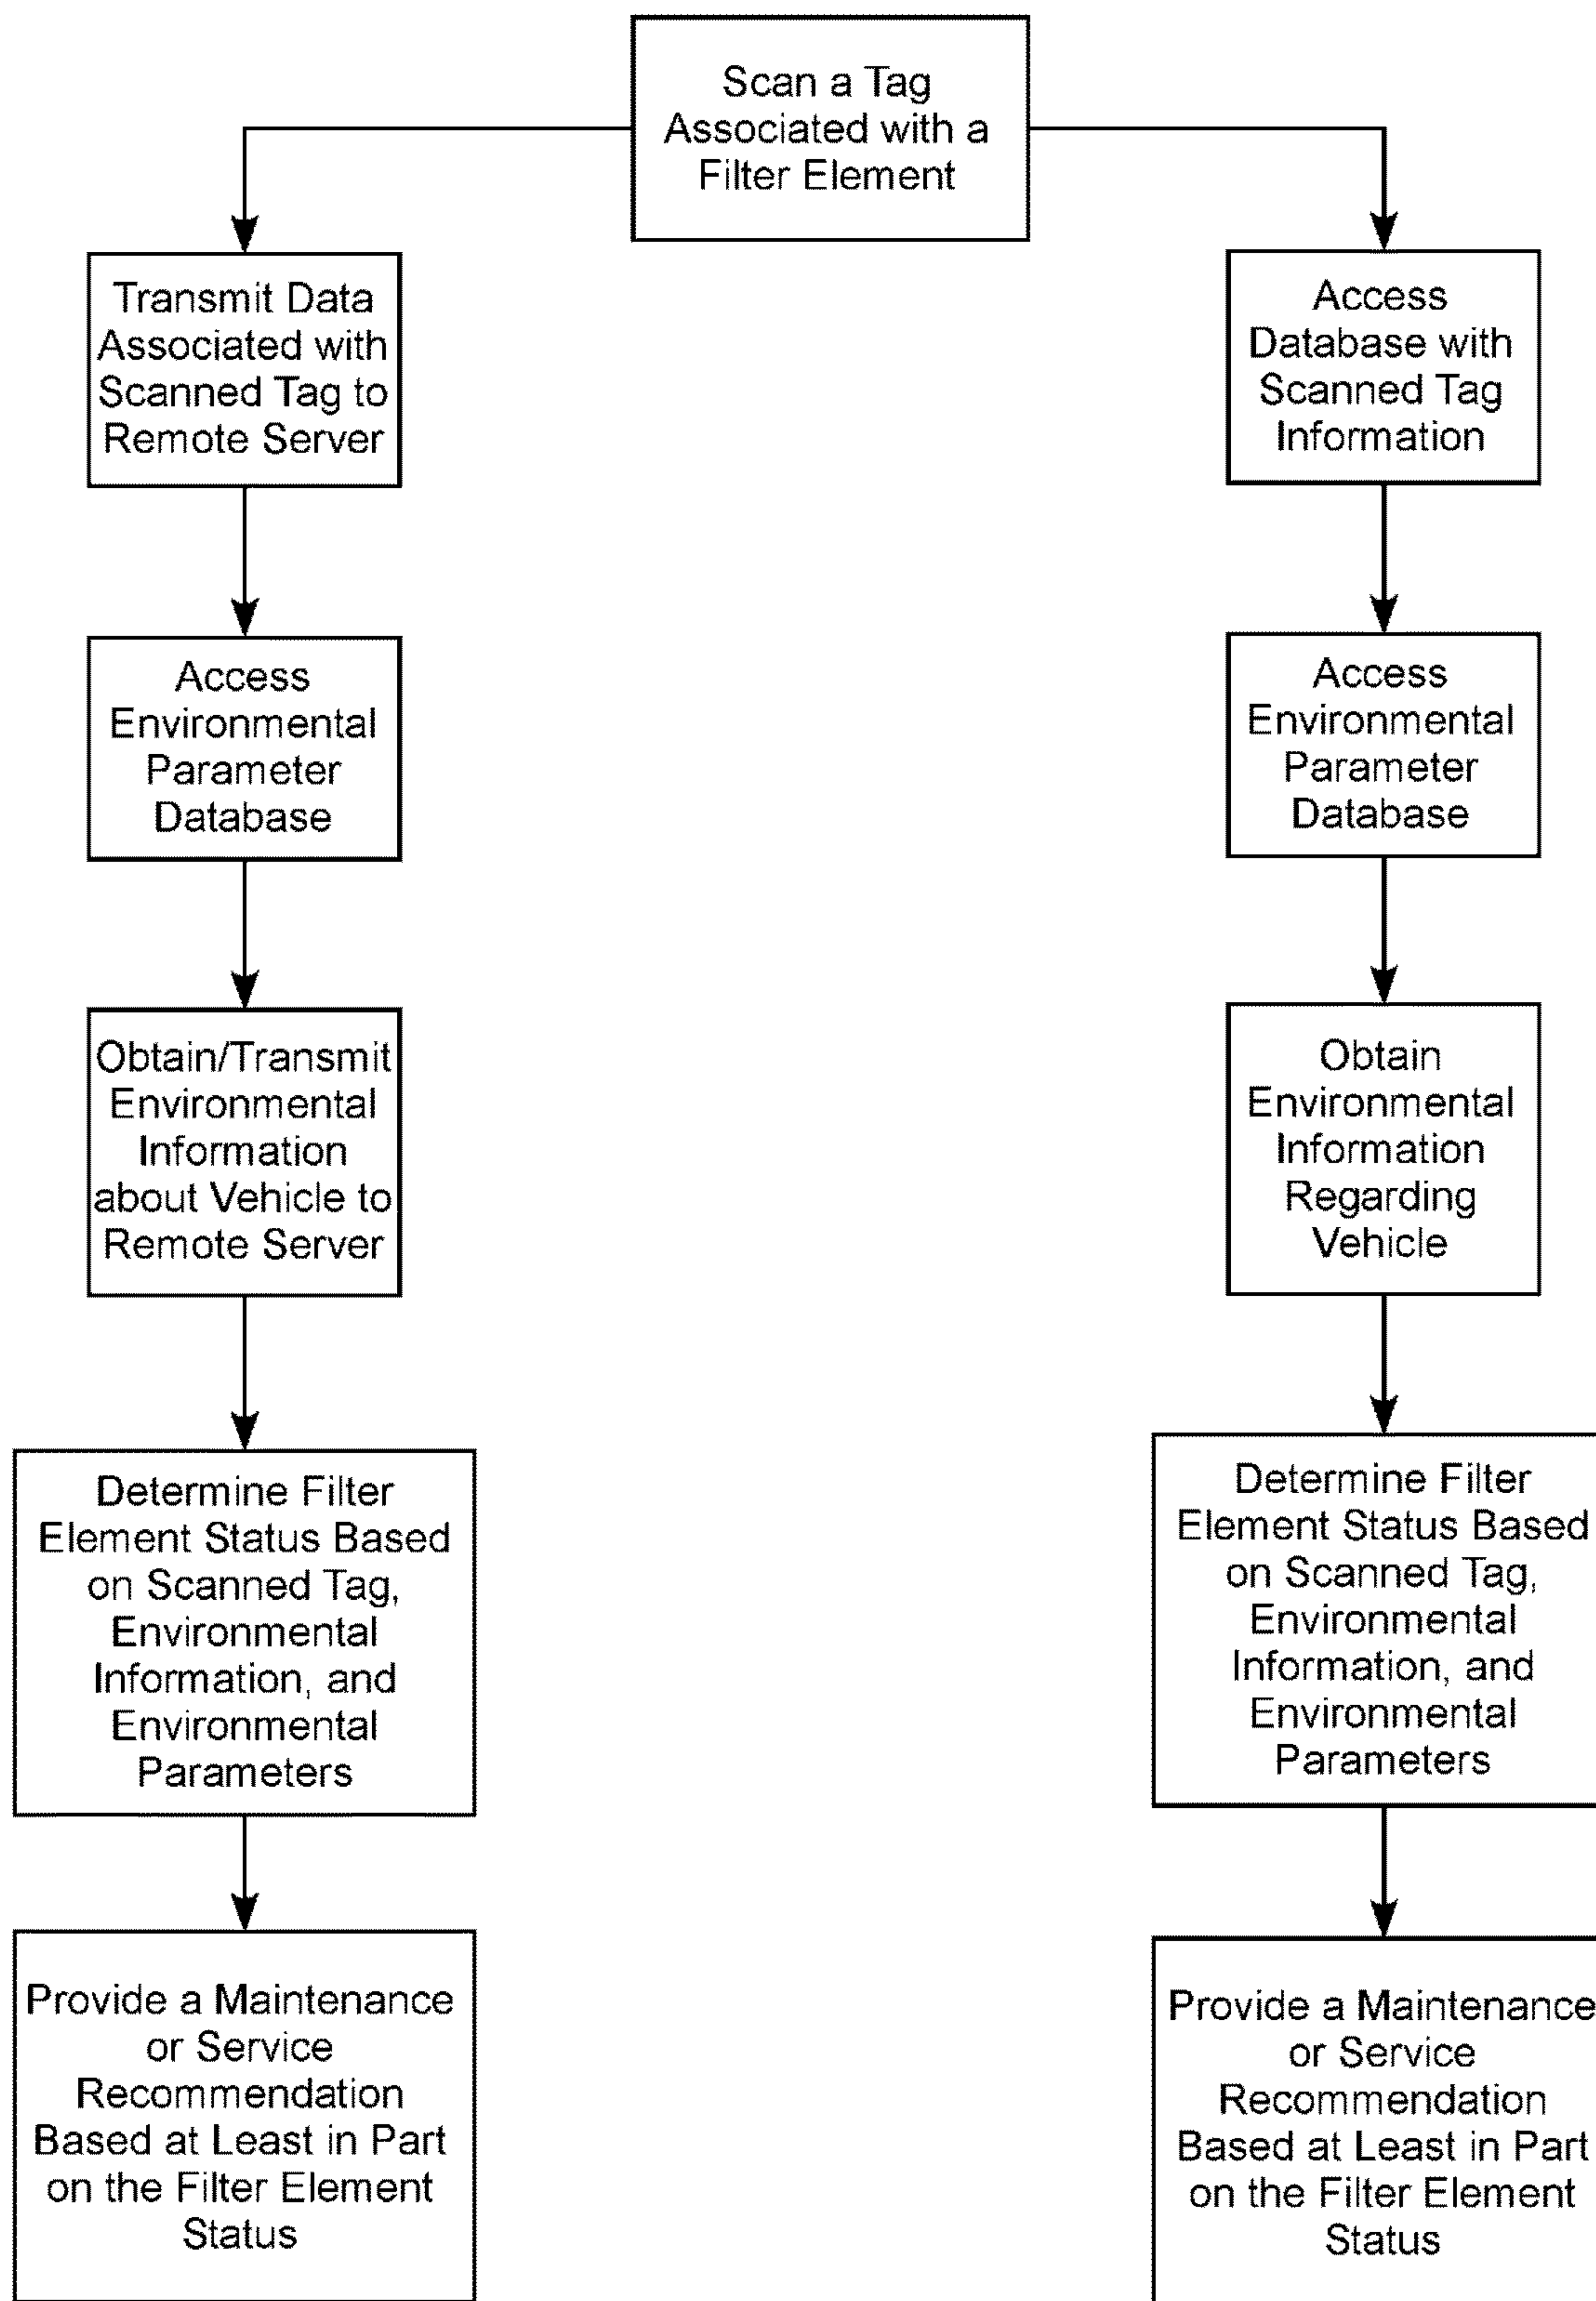 Scan a Tag
Associated with a
Filter Element
Transmit Data
Associated with
Scanned Tag to
Remote Server
Access
Environmental
Parameter
Database
Obtain/Transmit
Environmental
Information
about Vehicle to
Remote Server
Determine Filter
Element Status Based
on Scanned Tag,
Environmental
Information, and
Environmental
Parameters
Provide a Maintenance
or Service
Recommendation
Based at Least in Part
on the Filter Element
Status
Access
Database with
Scanned Tag
Information
Access
Environmental
Parameter
Database
Obtain
Environmental
Information
Regarding
Vehicle
Determine Filter
Element Status Based
on Scanned Tag,
Environmental
Information, and
Environmental
Parameters
Provide a Maintenance
or Service
Recommendation
Based at Least in Part
on the Filter Element
Status